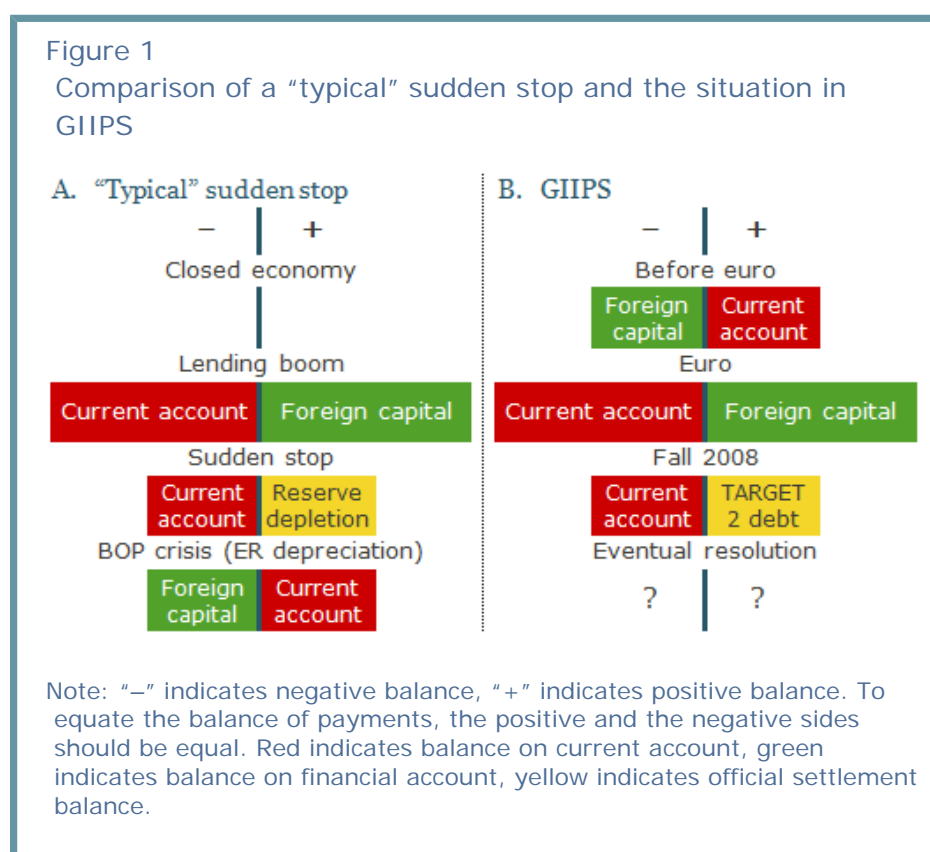 Figure 1
Comparison of a “typical” sudden stop and the situation in
GIIPS
A. “Typical” sudden stop
– +
Closed economy
Lending boom
Current account Foreign capital
Sudden stop
Current account Reserve depletion
BOP crisis (ER depreciation)
Foreign capital Current account
B. GIIPS
– +
Before euro
Foreign capital Current account
Euro
Current account Foreign capital
Fall 2008
Current account TARGET 2 debt
Eventual resolution
? ?
Note: “–” indicates negative balance, “+” indicates positive balance. To
equate the balance of payments, the positive and the negative sides
should be equal. Red indicates balance on current account, green
indicates balance on financial account, yellow indicates official settlement
balance.